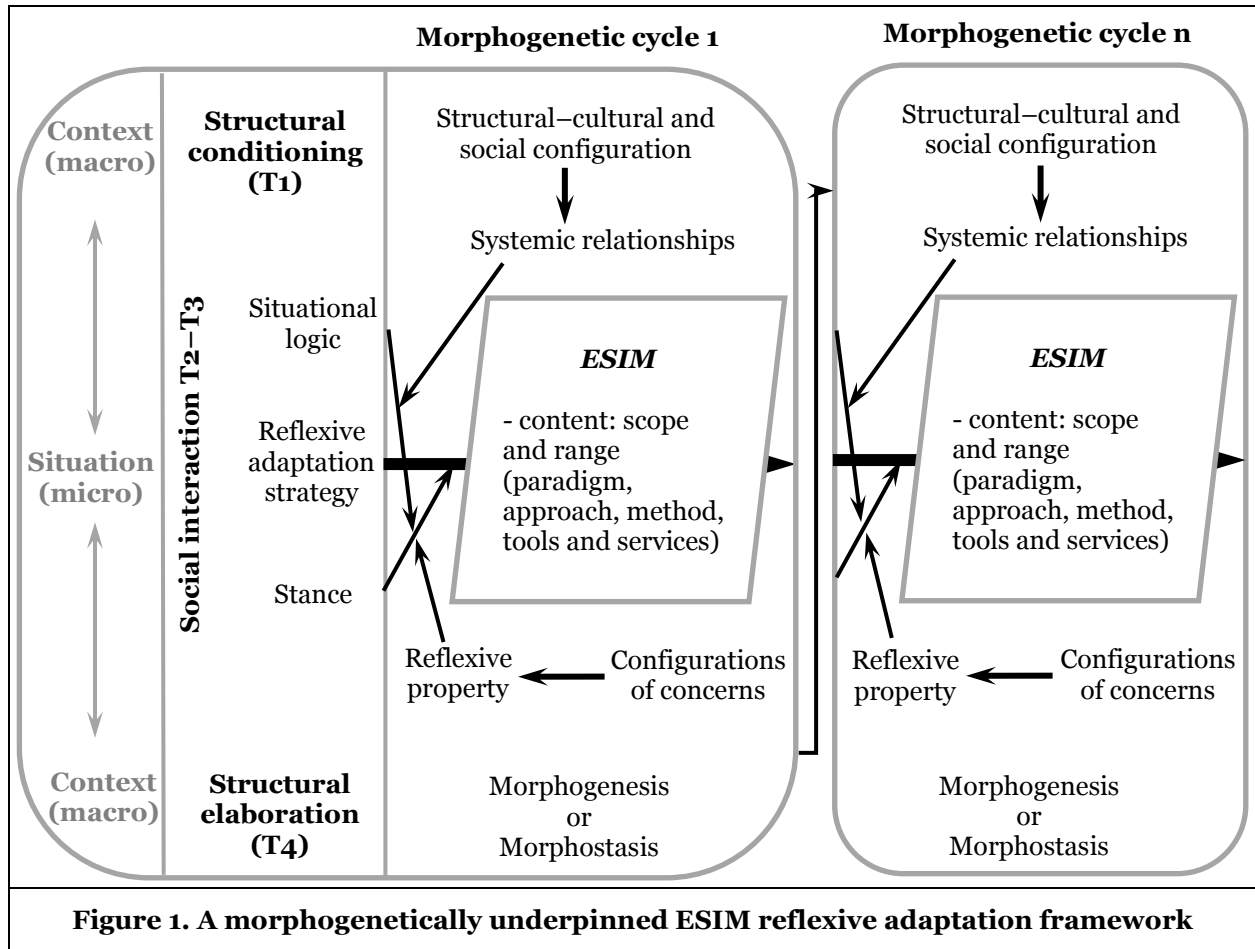 Morphogenetic cycle 1
Morphogenetic cycle n
Context
(macro)
Structural
conditioning
(T1)
Structural–cultural and
social configuration
Systemic relationships
Social interaction T2–T3
Situational
logic
Situation
(micro)
Reflexive
adaptation
strategy
Stance
ESIM
- content: scope
and range
(paradigm,
approach, method,
tools and services)
Reflexive
property
Configurations
of concerns
Context
(macro)
Structural
elaboration
(T4)
Morphogenesis
or
Morphostasis
Structural–cultural and
social configuration
Systemic relationships
ESIM
- content: scope
and range
(paradigm,
approach, method,
tools and services)
Reflexive
property
Configurations
of concerns
Morphogenesis
or
Morphostasis
Figure 1. A morphogenetically underpinned ESIM reflexive adaptation framework